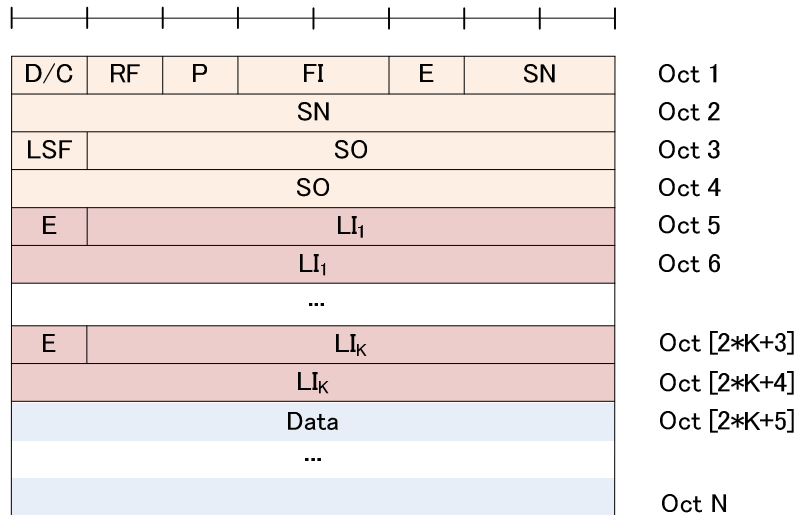 D/C RF P FI E SN Oct 1
SN Oct 2
LSF SO Oct 3
SO Oct 4
E LI₁ Oct 5
LI₁ Oct 6
...
E LIK Oct [2*K+3]
LIK Oct [2*K+4]
Data Oct [2*K+5]
...
Oct N